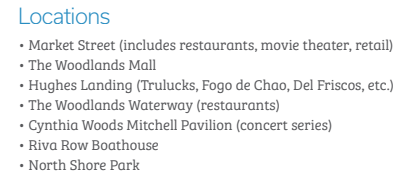 Locations
• Market Street (includes restaurants, movie theater, retail)
• The Woodlands Mall
• Hughes Landing (Trulucks, Fogo de Chao, Del Friscos, etc.)
• The Woodlands Waterway (restaurants)
• Cynthia Woods Mitchell Pavilion (concert series)
• Riva Row Boathouse
• North Shore Park